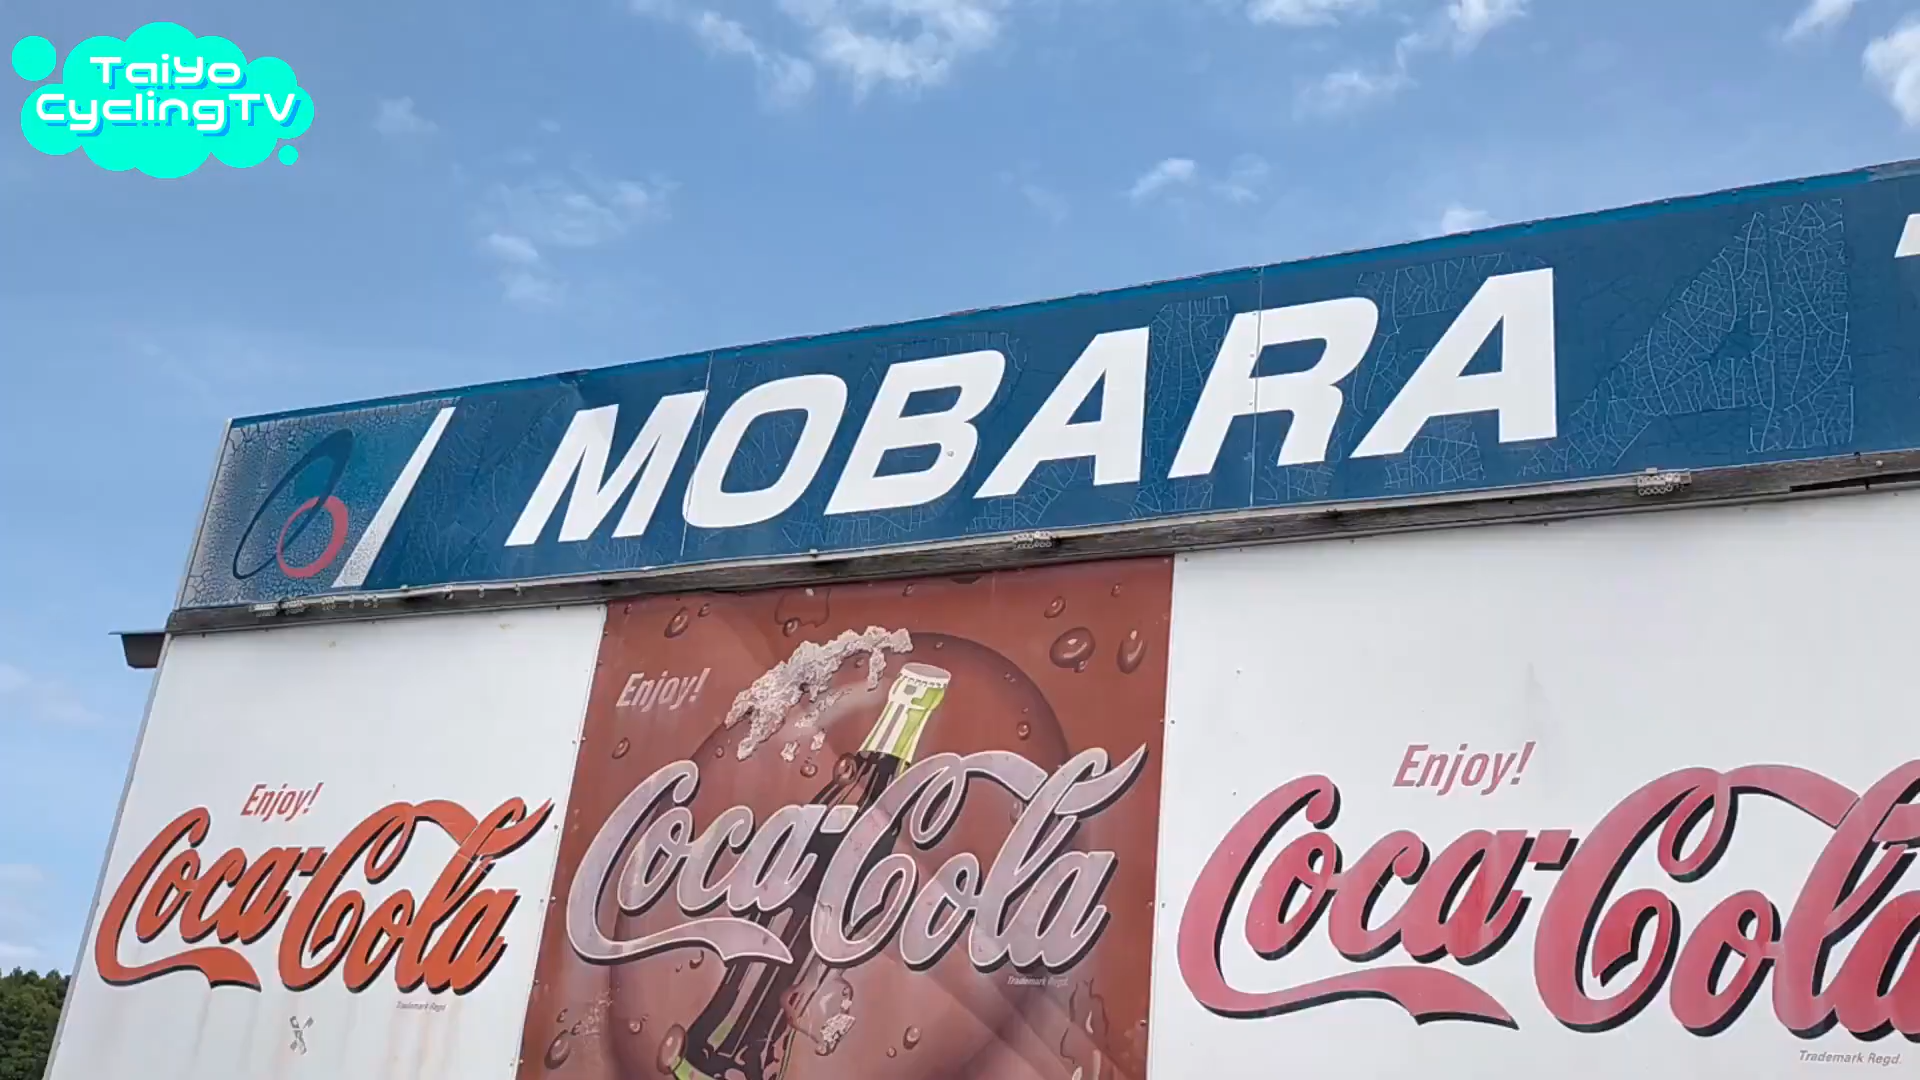 TaiYo
CyclingTV
MOBARA
Enjoy!
Coca-Cola
Trademark Regd.
Enjoy!
Coca-Cola
Trademark Regd.
Enjoy!
Coca-Cola
Trademark Regd.